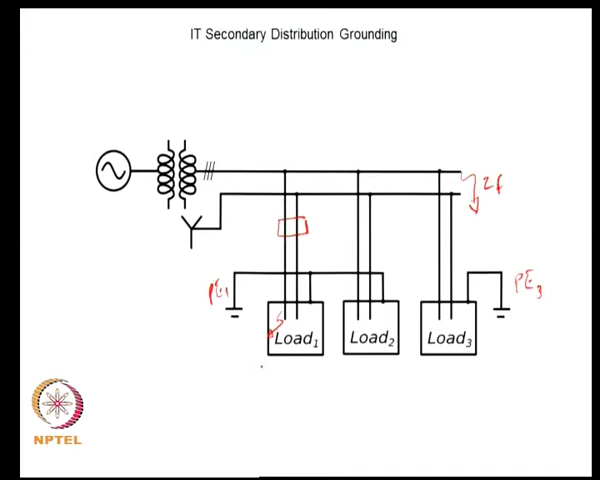 IT Secondary Distribution Grounding
Zf
PE1
PE3
Load1
Load2
Load3
NPTEL